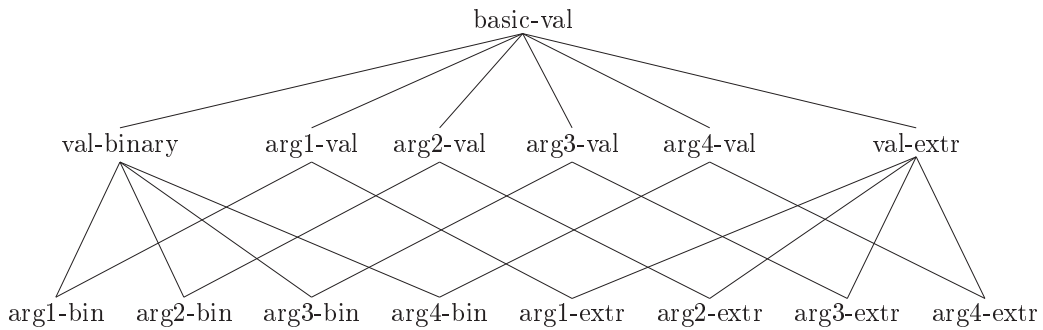 basic-val
val-binary arg1-val arg2-val arg3-val arg4-val val-extr
arg1-bin arg2-bin arg3-bin arg4-bin arg1-extr arg2-extr arg3-extr arg4-extr